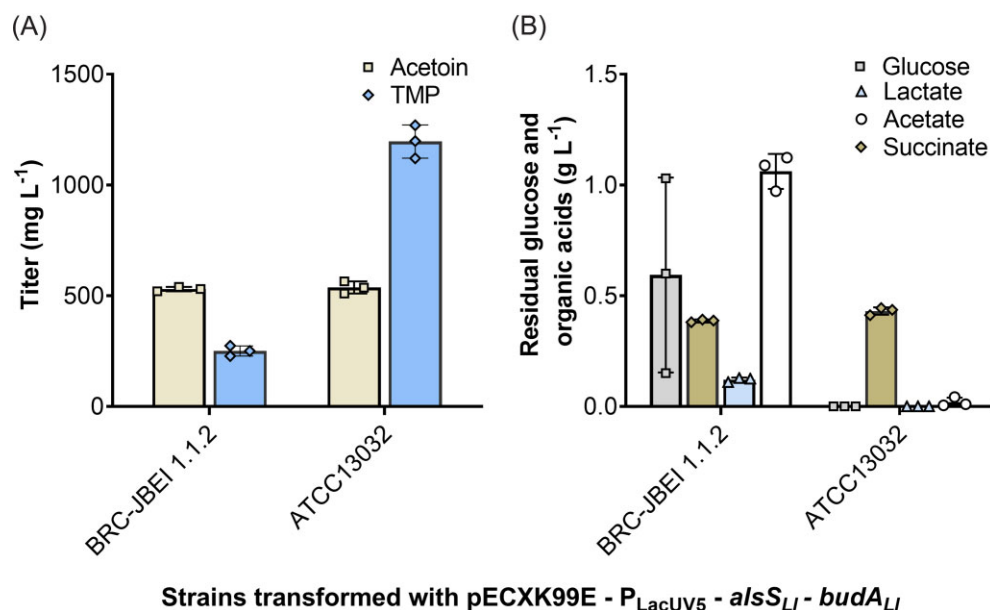 (A)
Acetoin
TMP
1500
1000
500
0
Titer (mg L-1)
BRC-JBEI 1.1.2
ATCC13032
(B)
Glucose
Lactate
Acetate
Succinate
1.5
1.0
0.5
0.0
Residual glucose and
organic acids (g L-1)
BRC-JBEI 1.1.2
ATCC13032
Strains transformed with pECXK99E - PLacUV5 - alsSLI - budALI